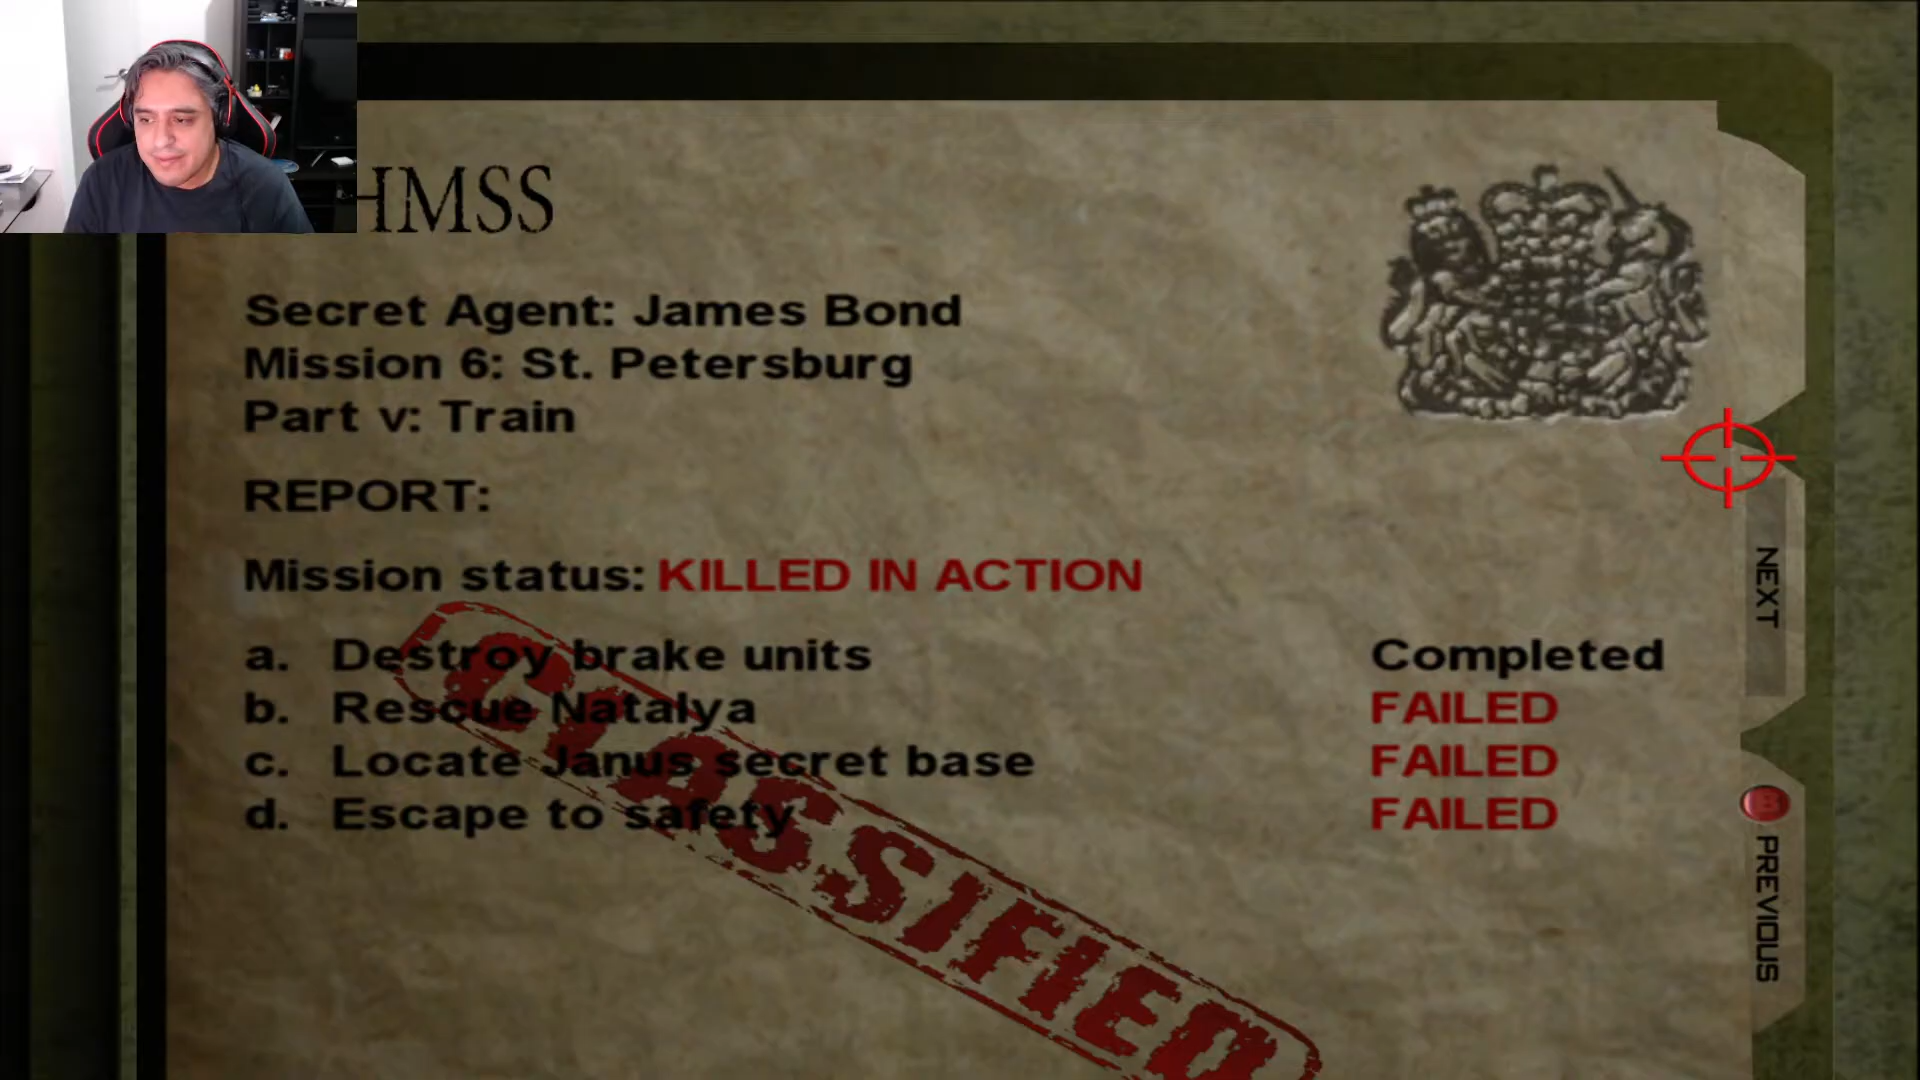 HMSS
Secret Agent: James Bond
Mission 6: St. Petersburg
Part v: Train
REPORT:
Mission status: KILLED IN ACTION
a. Destroy brake units Completed
b. Rescue Natalya FAILED
c. Locate Janus secret base FAILED
d. Escape to safety FAILED
CLASSIFIED
NEXT
B
PREVIOUS